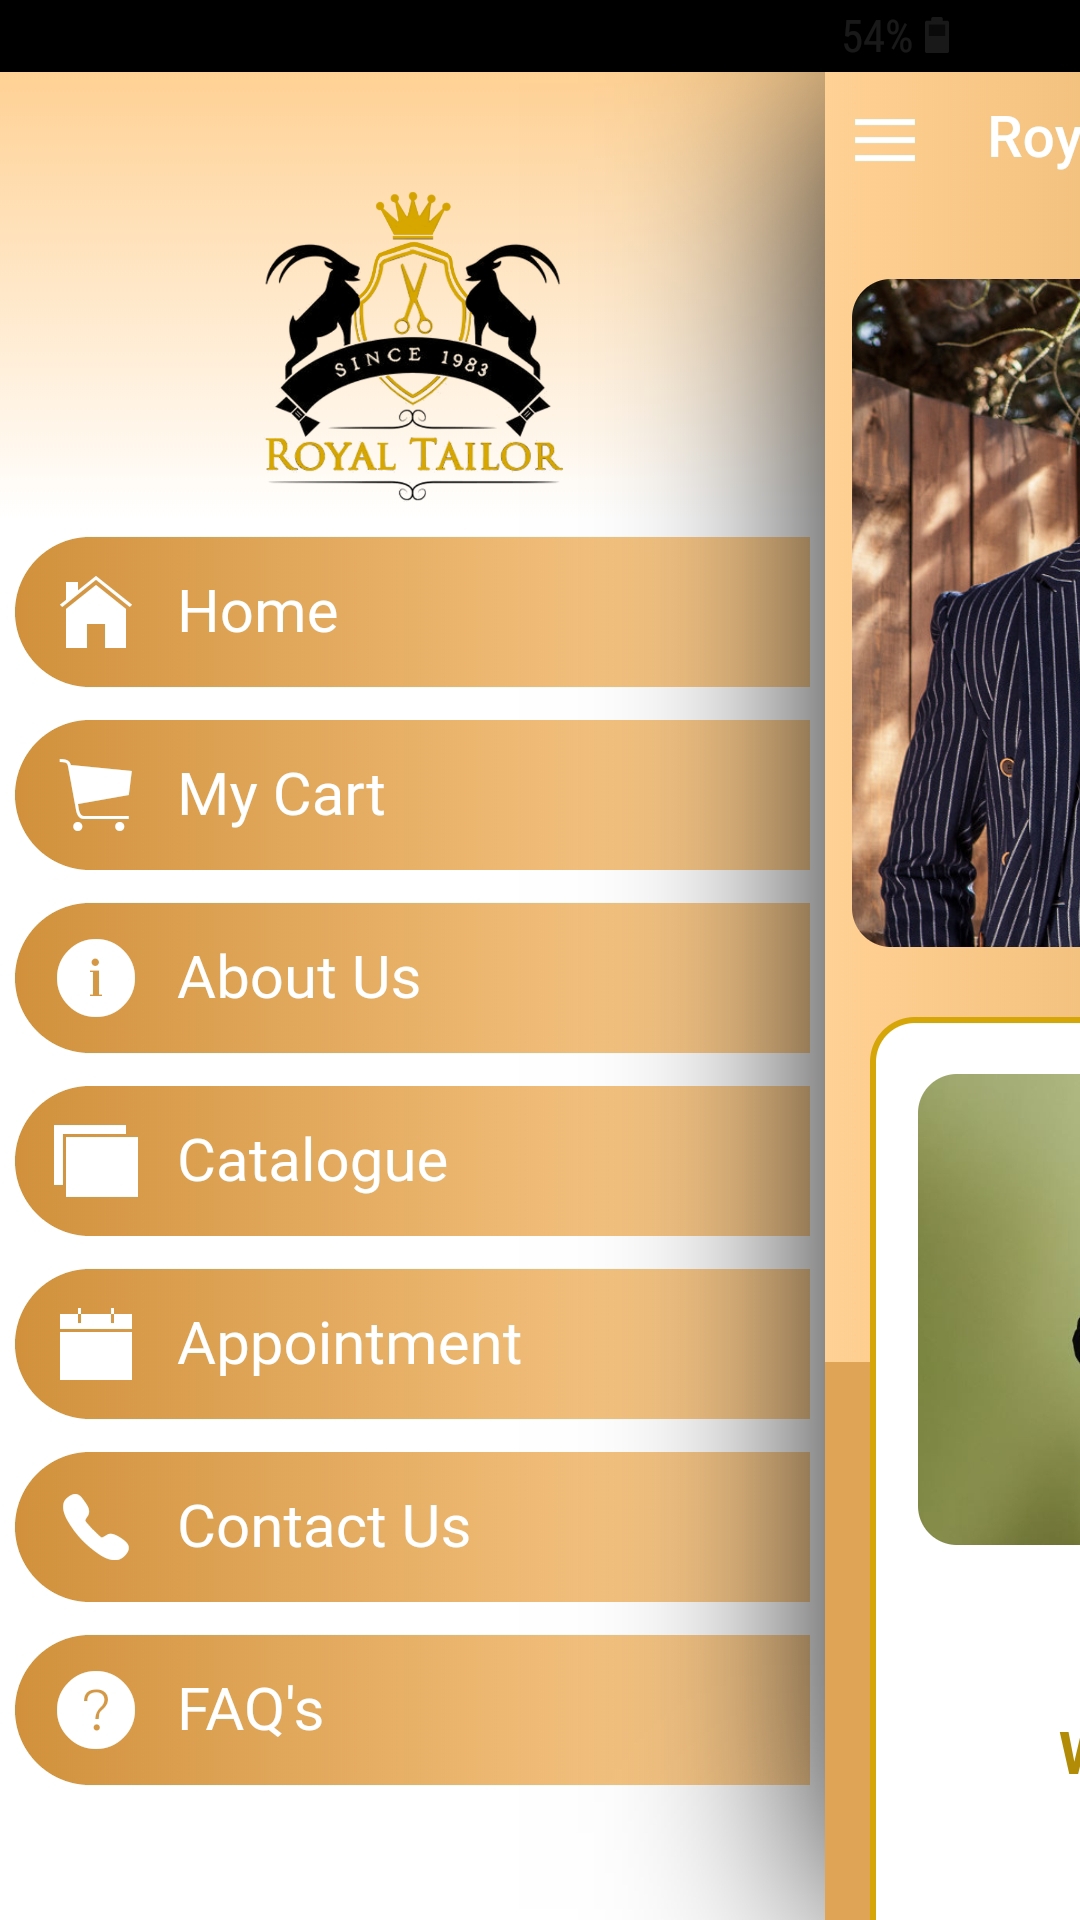 54%
Roy
SINCE 1983
ROYAL TAILOR
Home
My Cart
About Us
Catalogue
Appointment
Contact Us
FAQ's